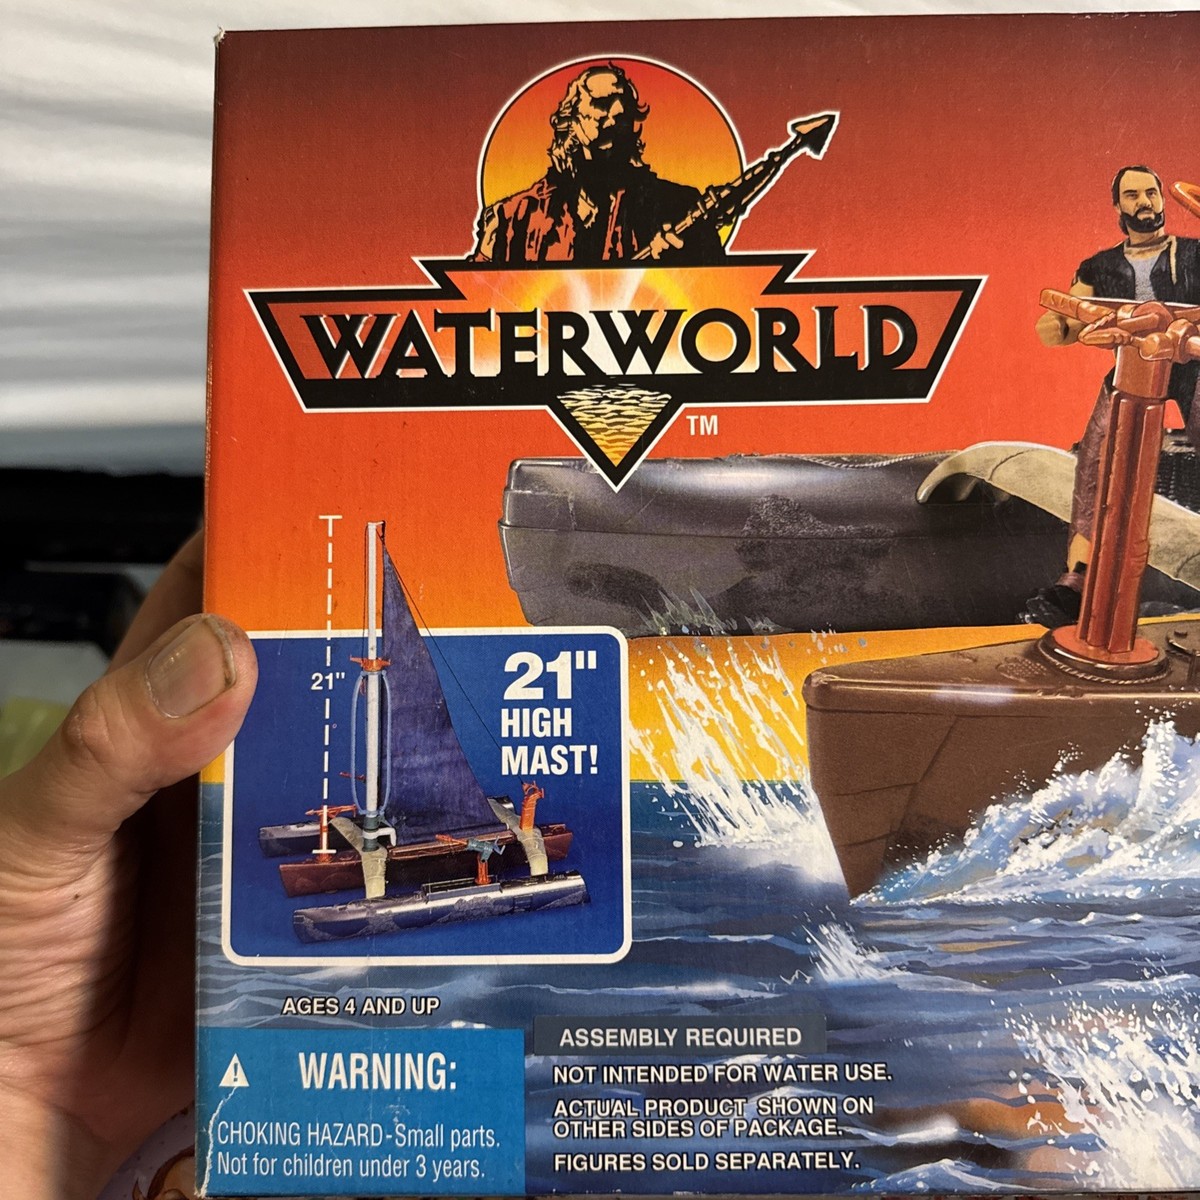 WATERWORLD
TM
21"
21"
HIGH
MAST!
AGES 4 AND UP
WARNING:
CHOKING HAZARD-Small parts.
Not for children under 3 years.
ASSEMBLY REQUIRED
NOT INTENDED FOR WATER USE.
ACTUAL PRODUCT SHOWN ON
OTHER SIDES OF PACKAGE.
FIGURES SOLD SEPARATELY.